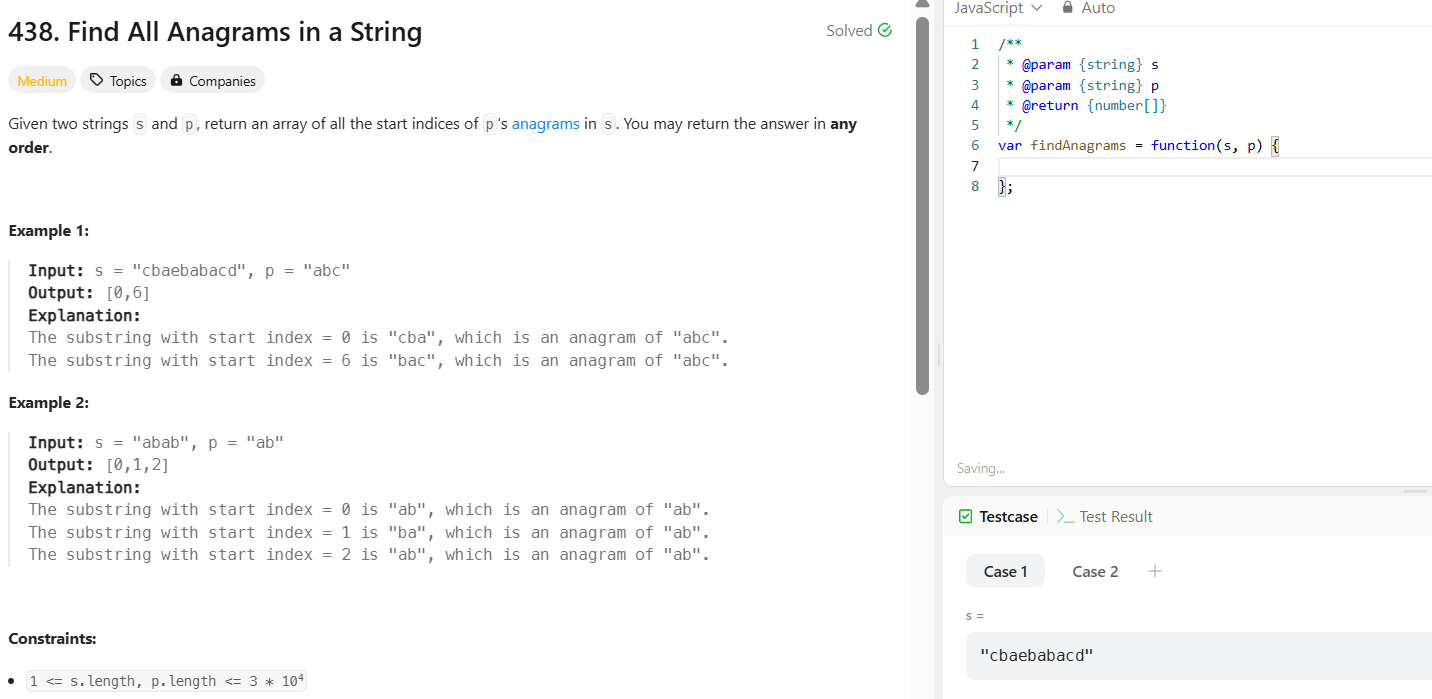 438. Find All Anagrams in a String
Solved
Medium
Topics
Companies
Given two strings s and p, return an array of all the start indices of p's anagrams in s. You may return the answer in any
order.
Example 1:
Input: s = "cbaebabacd", p = "abc"
Output: [0,6]
Explanation:
The substring with start index = 0 is "cba", which is an anagram of "abc".
The substring with start index = 6 is "bac", which is an anagram of "abc".
Example 2:
Input: s = "abab", p = "ab"
Output: [0,1,2]
Explanation:
The substring with start index = 0 is "ab", which is an anagram of "ab".
The substring with start index = 1 is "ba", which is an anagram of "ab".
The substring with start index = 2 is "ab", which is an anagram of "ab".
Constraints:
• 1 <= s.length, p.length <= 3 * 10⁴
JavaScript
Auto
1 /**
2 * @param {string} s
3 * @param {string} p
4 * @return {number[]}
5 */
6 var findAnagrams = function(s, p) {
7
8 };
Saving...
Testcase
Test Result
Case 1
Case 2
s =
"cbaebabacd"